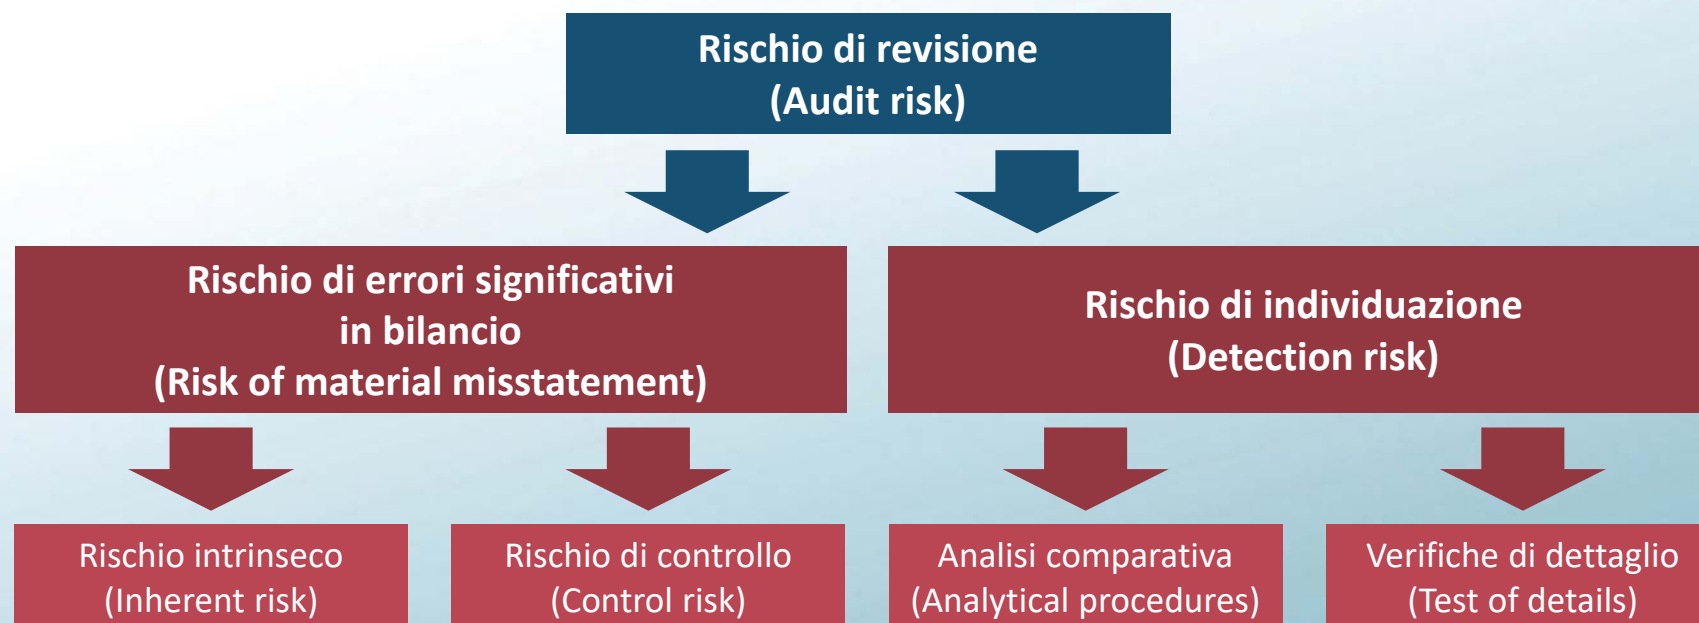 Rischio di revisione
(Audit risk)
Rischio di errori significativi
in bilancio
(Risk of material misstatement)
Rischio di individuazione
(Detection risk)
Rischio intrinseco
(Inherent risk)
Rischio di controllo
(Control risk)
Analisi comparativa
(Analytical procedures)
Verifiche di dettaglio
(Test of details)